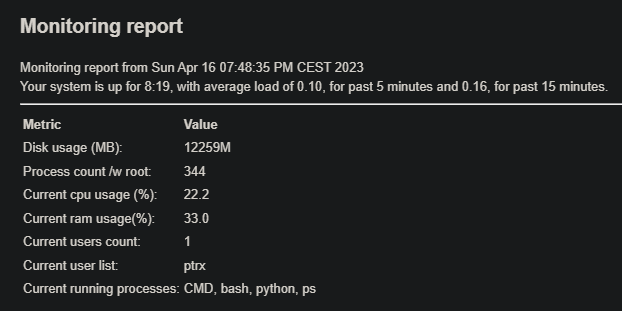 Monitoring report
Monitoring report from Sun Apr 16 07:48:35 PM CEST 2023
Your system is up for 8:19, with average load of 0.10, for past 5 minutes and 0.16, for past 15 minutes.
Metric Value
Disk usage (MB): 12259M
Process count /w root: 344
Current cpu usage (%): 22.2
Current ram usage(%): 33.0
Current users count: 1
Current user list: ptrx
Current running processes: CMD, bash, python, ps